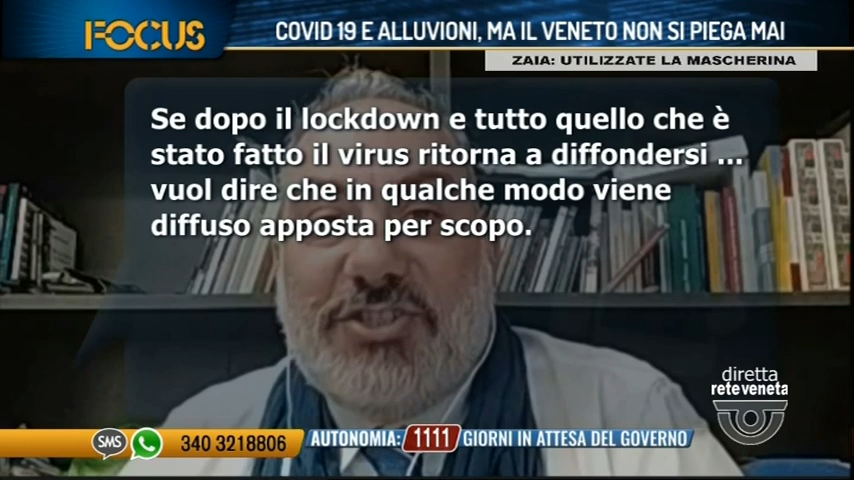 FOCUS
COVID 19 E ALLUVIONI, MA IL VENETO NON SI PIEGA MAI
ZAIA: UTILIZZATE LA MASCHERINA
Se dopo il lockdown e tutto quello che è
stato fatto il virus ritorna a diffondersi ...
vuol dire che in qualche modo viene
diffuso apposta per scopo.
diretta
reteveneta
SMS 340 3218806 AUTONOMIA: 1111 GIORNI IN ATTESA DEL GOVERNO